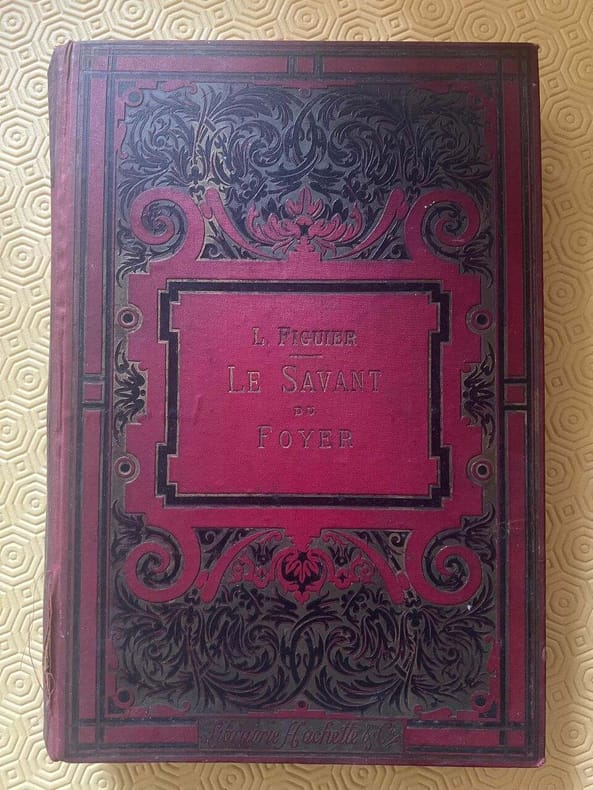 L. FIGUIER
LE SAVANT
DU
FOYER
Librairie Hachette & Cie